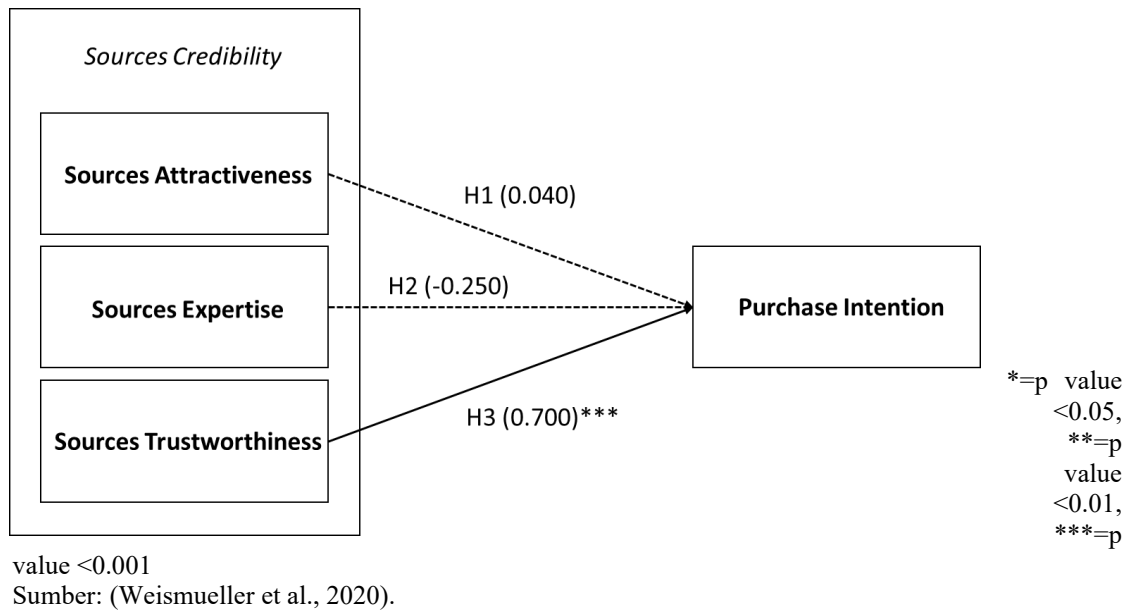 Sources Credibility
Sources Attractiveness
H1 (0.040)
H2 (-0.250)
Sources Expertise
Purchase Intention
H3 (0.700)***
Sources Trustworthiness
*=p value
<0.05,
**=p
value
<0.01,
***=p
value <0.001
Sumber: (Weismueller et al., 2020).